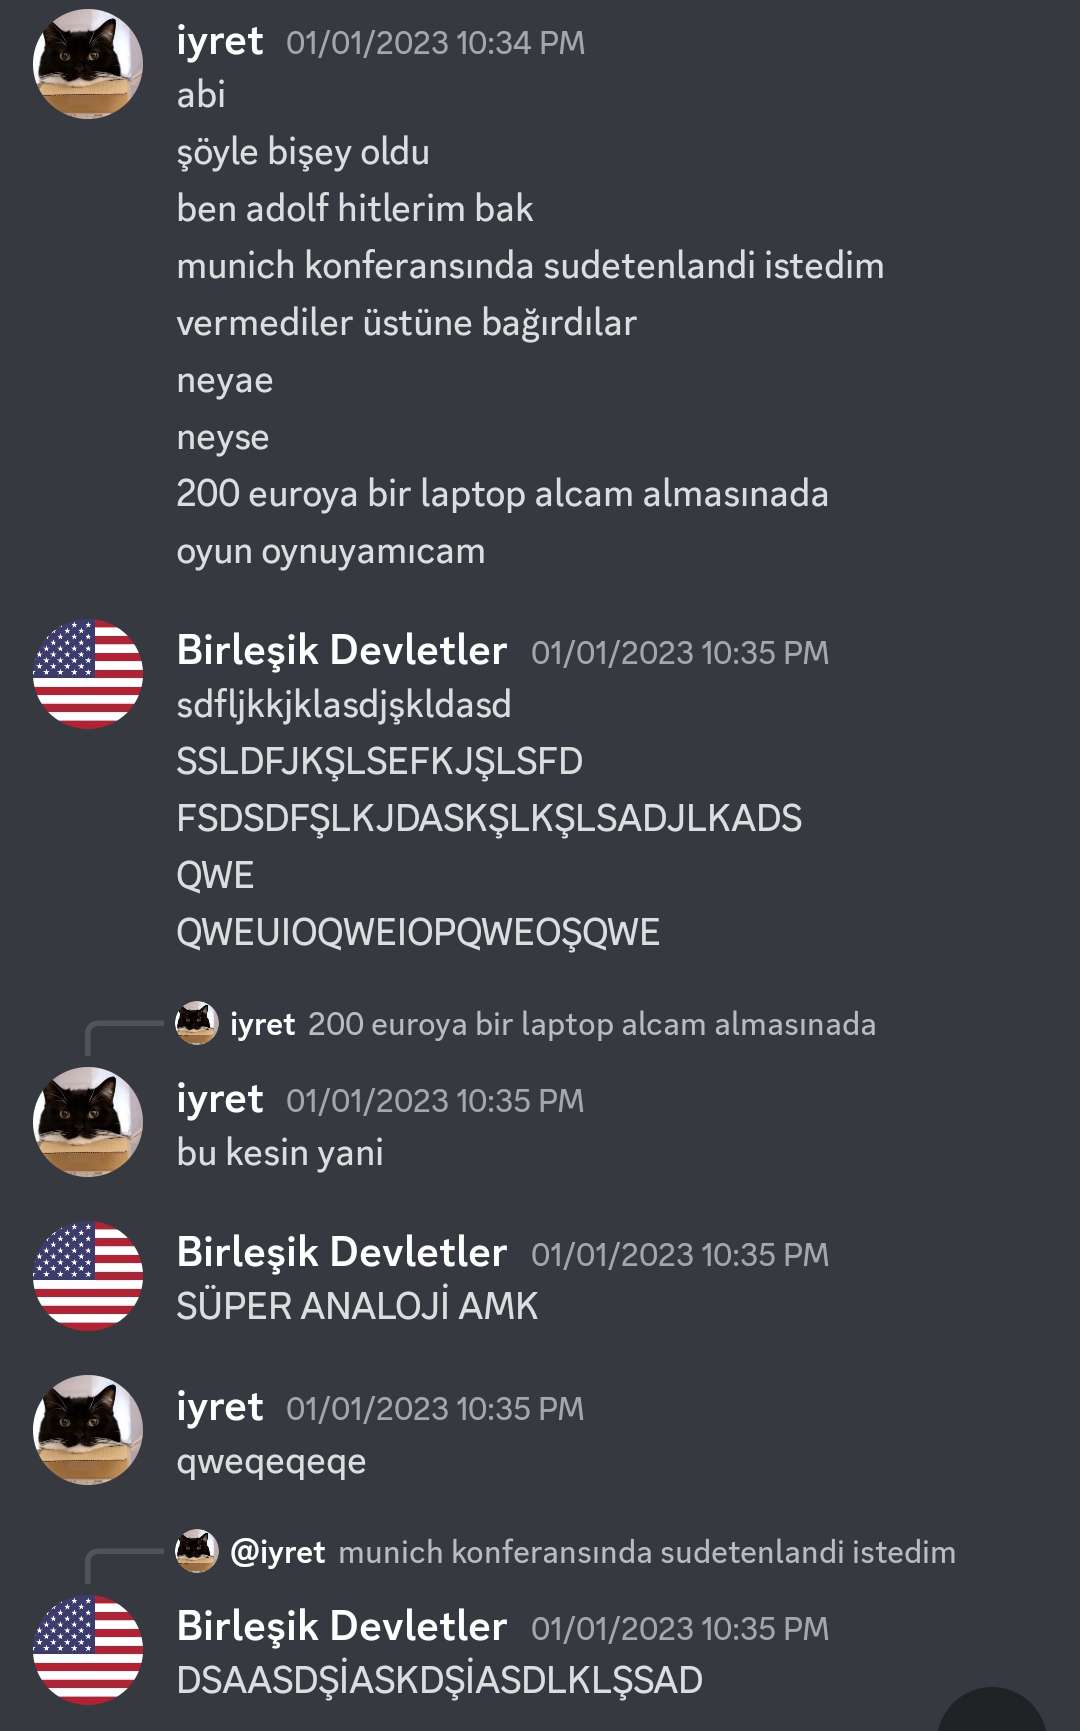 iyret 01/01/2023 10:34 PM
abi
şöyle bişey oldu
ben adolf hitlerim bak
munich konferansında sudetenlandi istedim
vermediler üstüne bağırdılar
neyae
neyse
200 euroya bir laptop alcam almasınada
oyun oynuyamıcam
Birleşik Devletler 01/01/2023 10:35 PM
sdfljkkjklasdjşkldasd
SSLDFJKŞLSEFKJŞLSFD
FSDSDFŞLKJDASKŞLKŞLSADJLKADS
QWE
QWEUIOQWEIOPQWEOŞQWE
iyret 200 euroya bir laptop alcam almasınada
iyret 01/01/2023 10:35 PM
bu kesin yani
Birleşik Devletler 01/01/2023 10:35 PM
SÜPER ANALOJİ AMK
iyret 01/01/2023 10:35 PM
qweqeqeqe
@iyret munich konferansında sudetenlandi istedim
Birleşik Devletler 01/01/2023 10:35 PM
DSAASDŞİASKDŞİASDLKLŞSAD